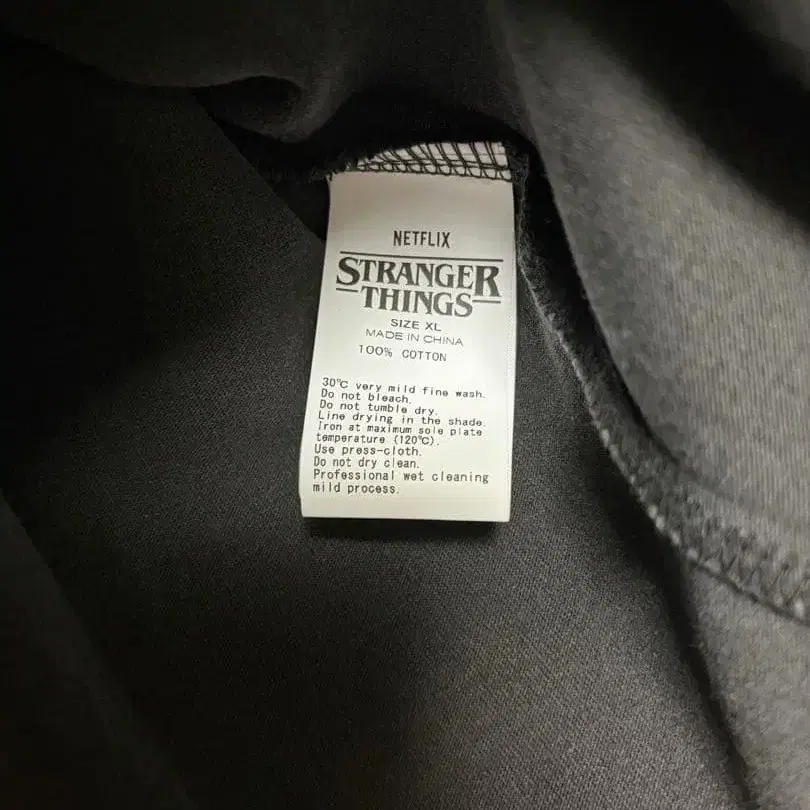 NETFLIX
STRANGER
THINGS
SIZE XL
MADE IN CHINA
100% COTTON
30℃ very mild fine wash.
Do not bleach.
Do not tumble dry.
Line drying in the shade.
Iron at maximum sole plate
temperature (120℃).
Use press-cloth.
Do not dry clean.
Professional wet cleaning
mild process.